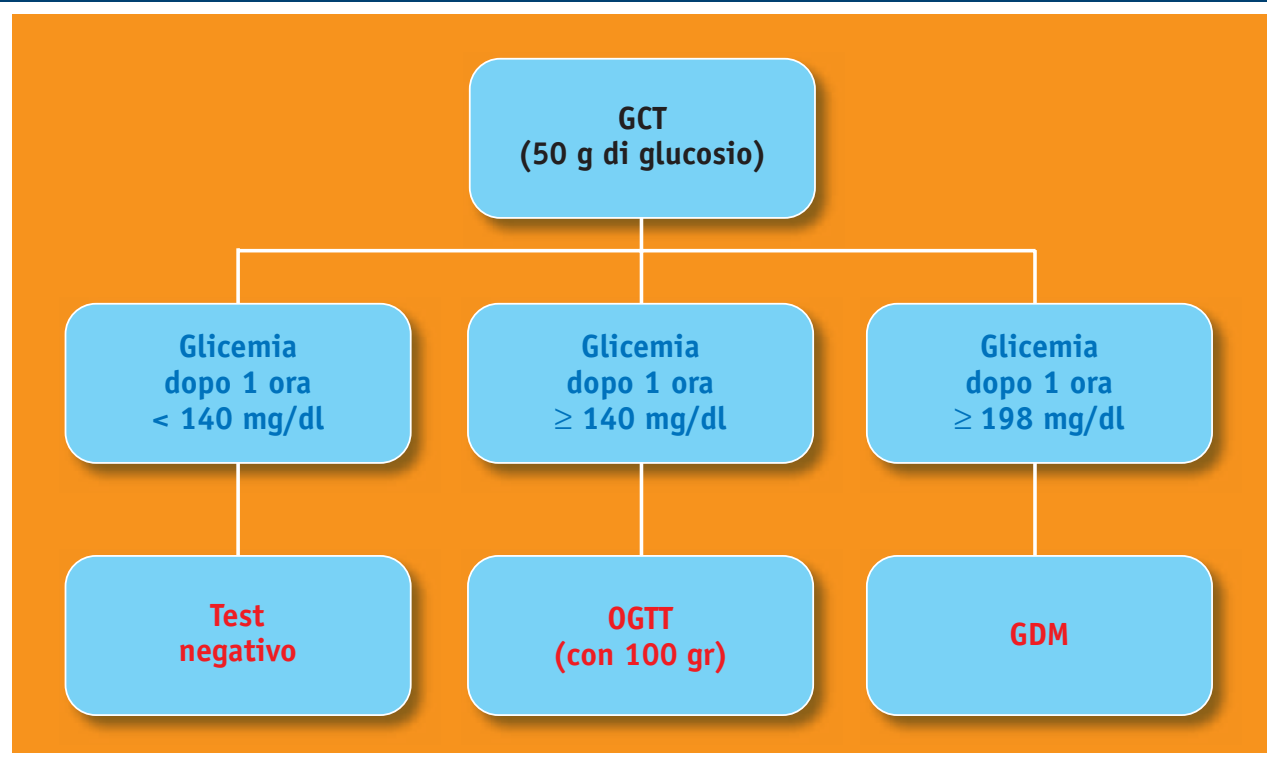 GCT
(50 g di glucosio)
Glicemia
dopo 1 ora
< 140 mg/dl
Glicemia
dopo 1 ora
≥ 140 mg/dl
Glicemia
dopo 1 ora
≥ 198 mg/dl
Test
negativo
OGTT
(con 100 gr)
GDM